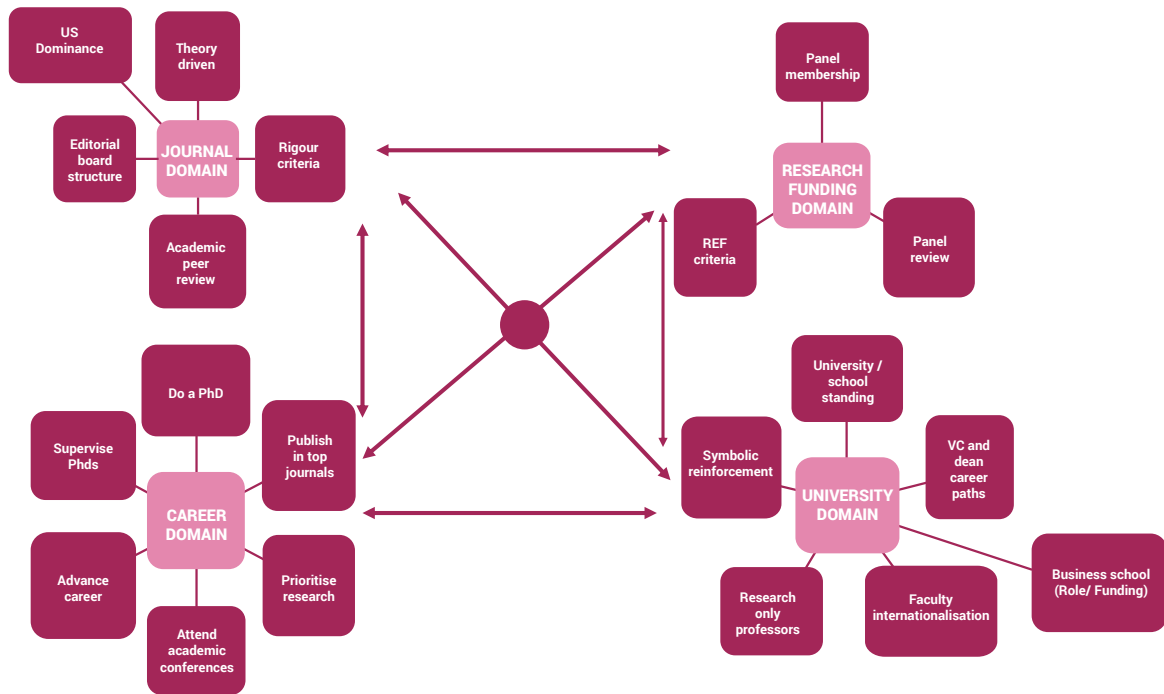 US
Dominance
Theory
driven
Editorial
board
structure
JOURNAL
DOMAIN
Rigour
criteria
Academic
peer
review
Panel
membership
RESEARCH
FUNDING
DOMAIN
REF
criteria
Panel
review
Do a PhD
Supervise
Phds
Publish
in top
journals
CAREER
DOMAIN
Advance
career
Prioritise
research
Attend
academic
conferences
University /
school
standing
Symbolic
reinforcement
VC and
dean
career
paths
UNIVERSITY
DOMAIN
Business school
(Role/ Funding)
Research
only
professors
Faculty
internationalisation